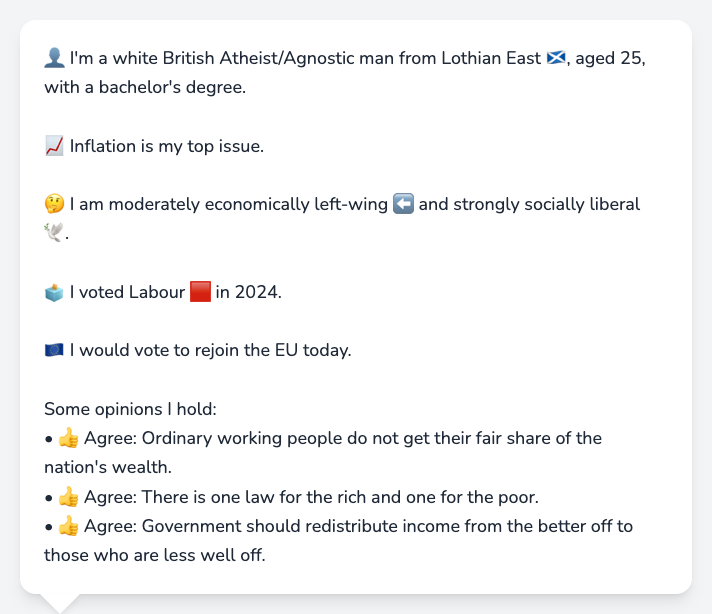 👤 I'm a white British Atheist/Agnostic man from Lothian East 🏴󠁧󠁢󠁳󠁣󠁴󠁿, aged 25,
with a bachelor's degree.
📈 Inflation is my top issue.
🤔 I am moderately economically left-wing ⬅️ and strongly socially liberal
🕊️.
🗳️ I voted Labour 🟥 in 2024.
🇪🇺 I would vote to rejoin the EU today.
Some opinions I hold:
• 👍 Agree: Ordinary working people do not get their fair share of the
nation's wealth.
• 👍 Agree: There is one law for the rich and one for the poor.
• 👍 Agree: Government should redistribute income from the better off to
those who are less well off.